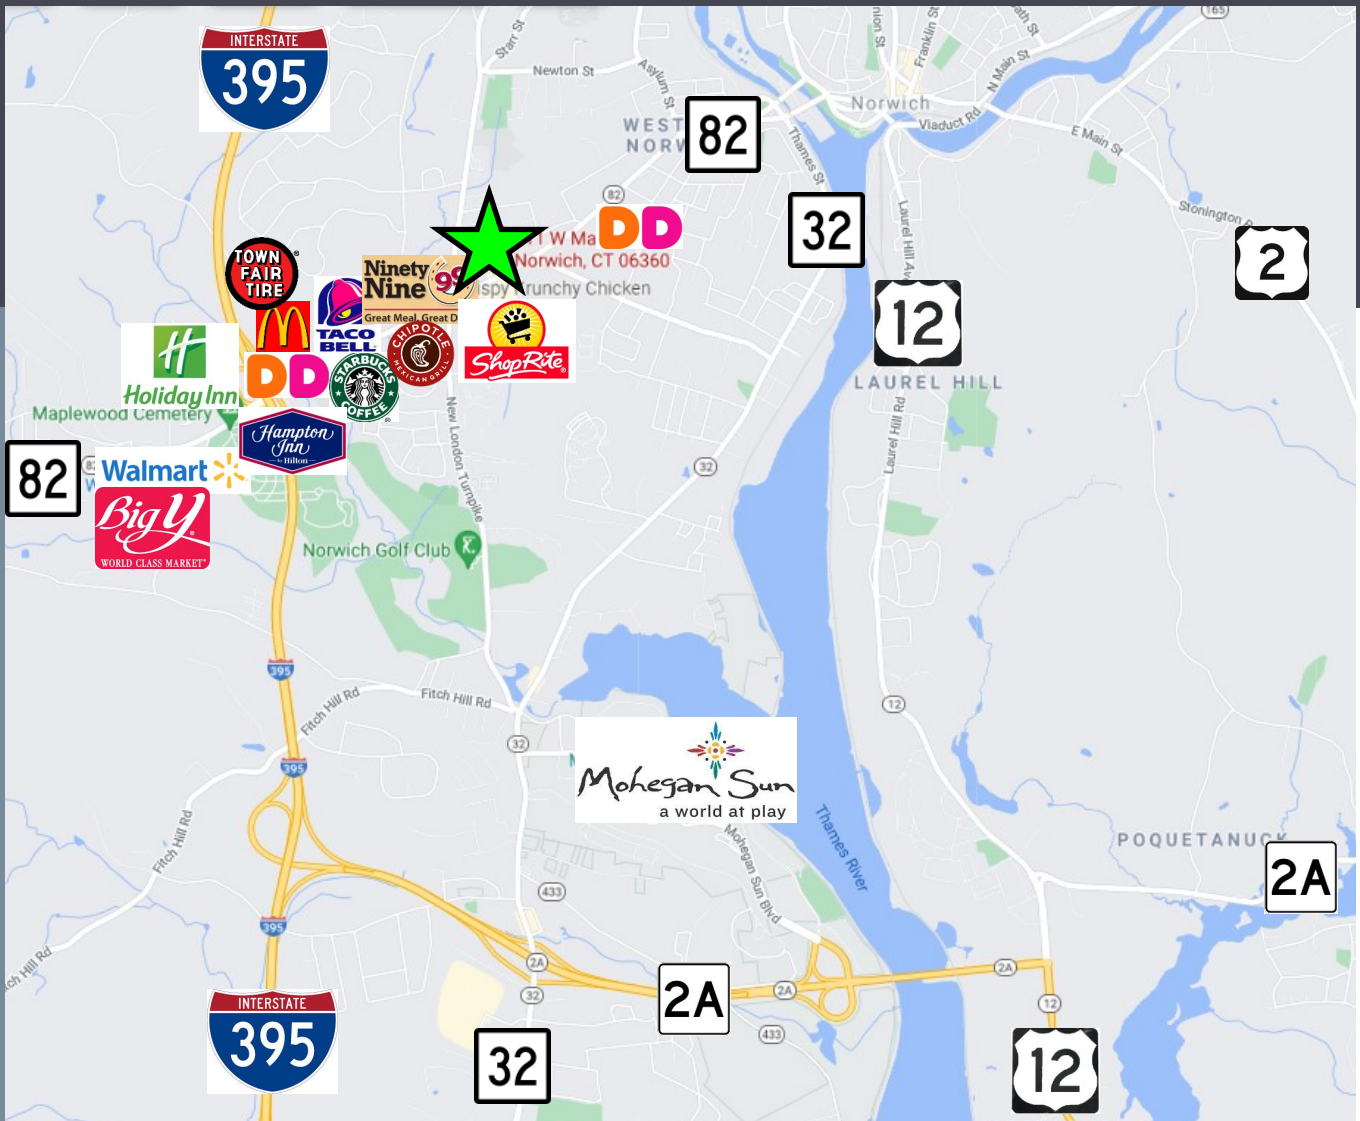 165
INTERSTATE
395
Starr St
Newton St
Asylum St
Franklin St
N Main St
Norwich
Viaduct Rd
E Main St
WEST
NORW
82
Thames St
82
32
Laurel Hill Ave
Stonington
2
W Ma
Norwich, CT 06360
ispy Krunchy Chicken
DD
TOWN
FAIR
TIRE
Ninety
Nine
99
Great Meal, Great D
TACO
BELL
CHIPOTLE
MEXICAN GRILL
ShopRite
12
Holiday Inn
DD
STARBUCKS
COFFEE
LAUREL HILL
Laurel Hill Rd
Maplewood Cemetery
New London Turnpike
Hampton
Inn
by Hilton
82
Walmart
32
Big Y
WORLD CLASS MARKET
Norwich Golf Club
395
Fitch Hill Rd
Fitch Hill Rd
12
32
395
Mohegan Sun
a world at play
Thames River
Mohegan Sun Blvd
Fitch Hill Rd
POQUETANUCK
2A
433
395
2A
2A
2A
32
2A
12
INTERSTATE
395
433
32
12